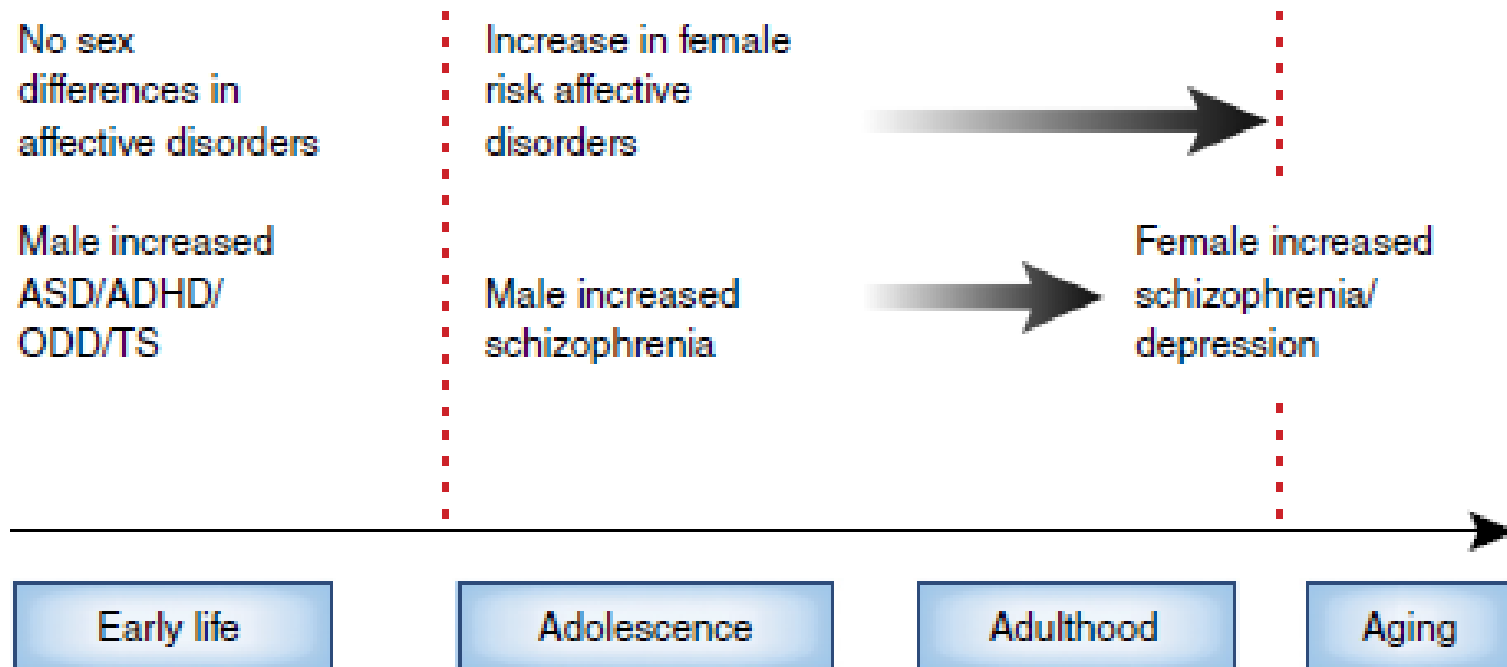 No sex
differences in
affective disorders
Increase in female
risk affective
disorders
Male increased
ASD/ADHD/
ODD/TS
Male increased
schizophrenia
Female increased
schizophrenia/
depression
Early life
Adolescence
Adulthood
Aging